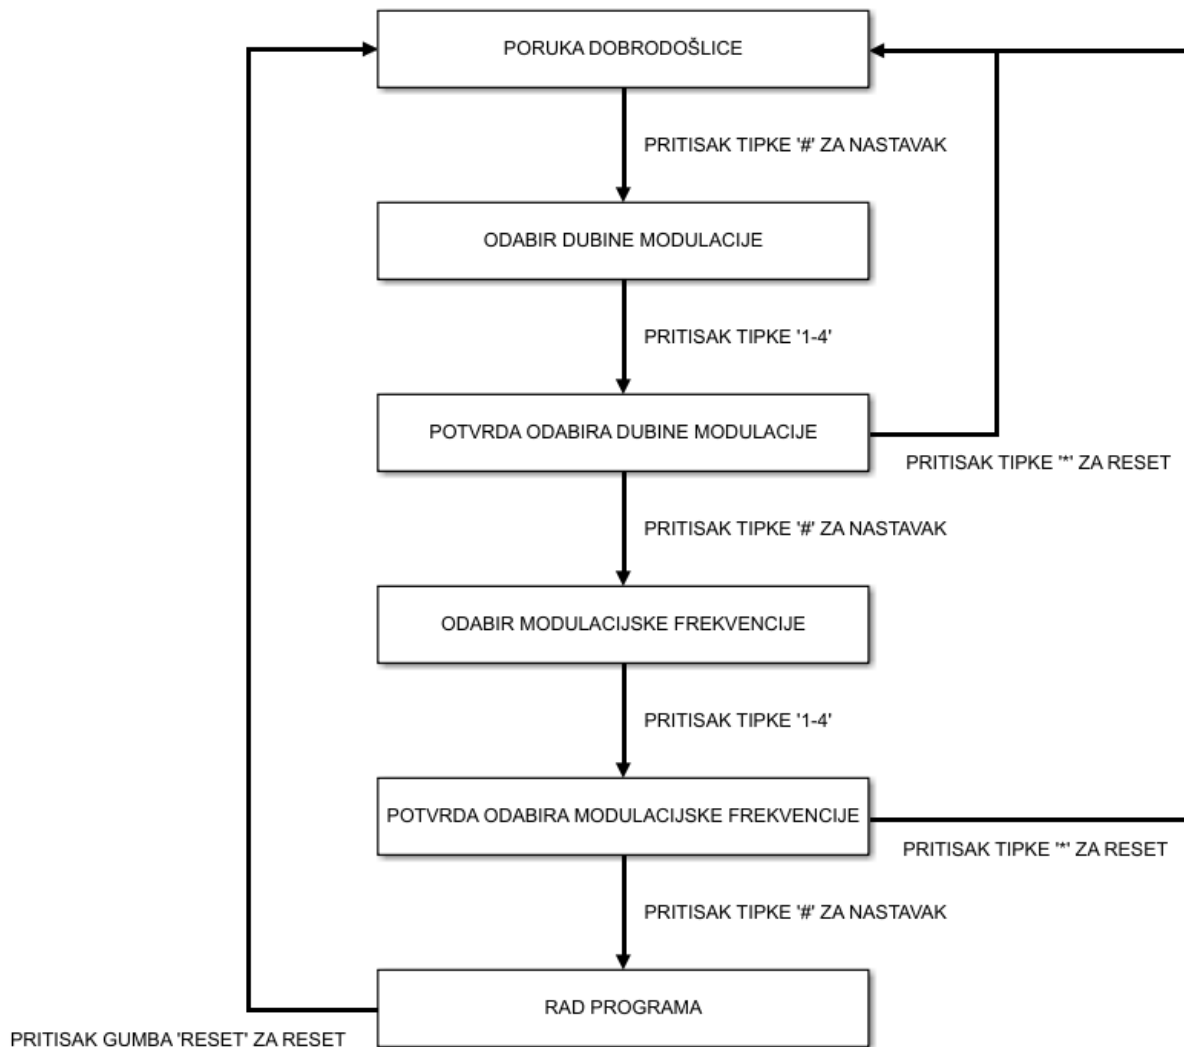 PORUKA DOBRODOŠLICE
PRITISAK TIPKE '#' ZA NASTAVAK
ODABIR DUBINE MODULACIJE
PRITISAK TIPKE '1-4'
POTVRDA ODABIRA DUBINE MODULACIJE
PRITISAK TIPKE '*' ZA RESET
PRITISAK TIPKE '#' ZA NASTAVAK
ODABIR MODULACIJSKE FREKVENCIJE
PRITISAK TIPKE '1-4'
POTVRDA ODABIRA MODULACIJSKE FREKVENCIJE
PRITISAK TIPKE '*' ZA RESET
PRITISAK TIPKE '#' ZA NASTAVAK
RAD PROGRAMA
PRITISAK GUMBA 'RESET' ZA RESET